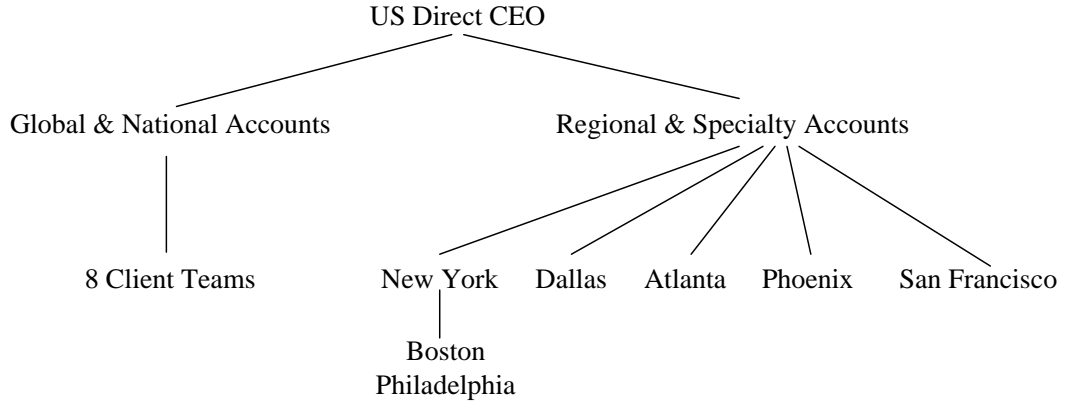 US Direct CEO
Global & National Accounts
Regional & Specialty Accounts
8 Client Teams
New York
Dallas
Atlanta
Phoenix
San Francisco
Boston
Philadelphia